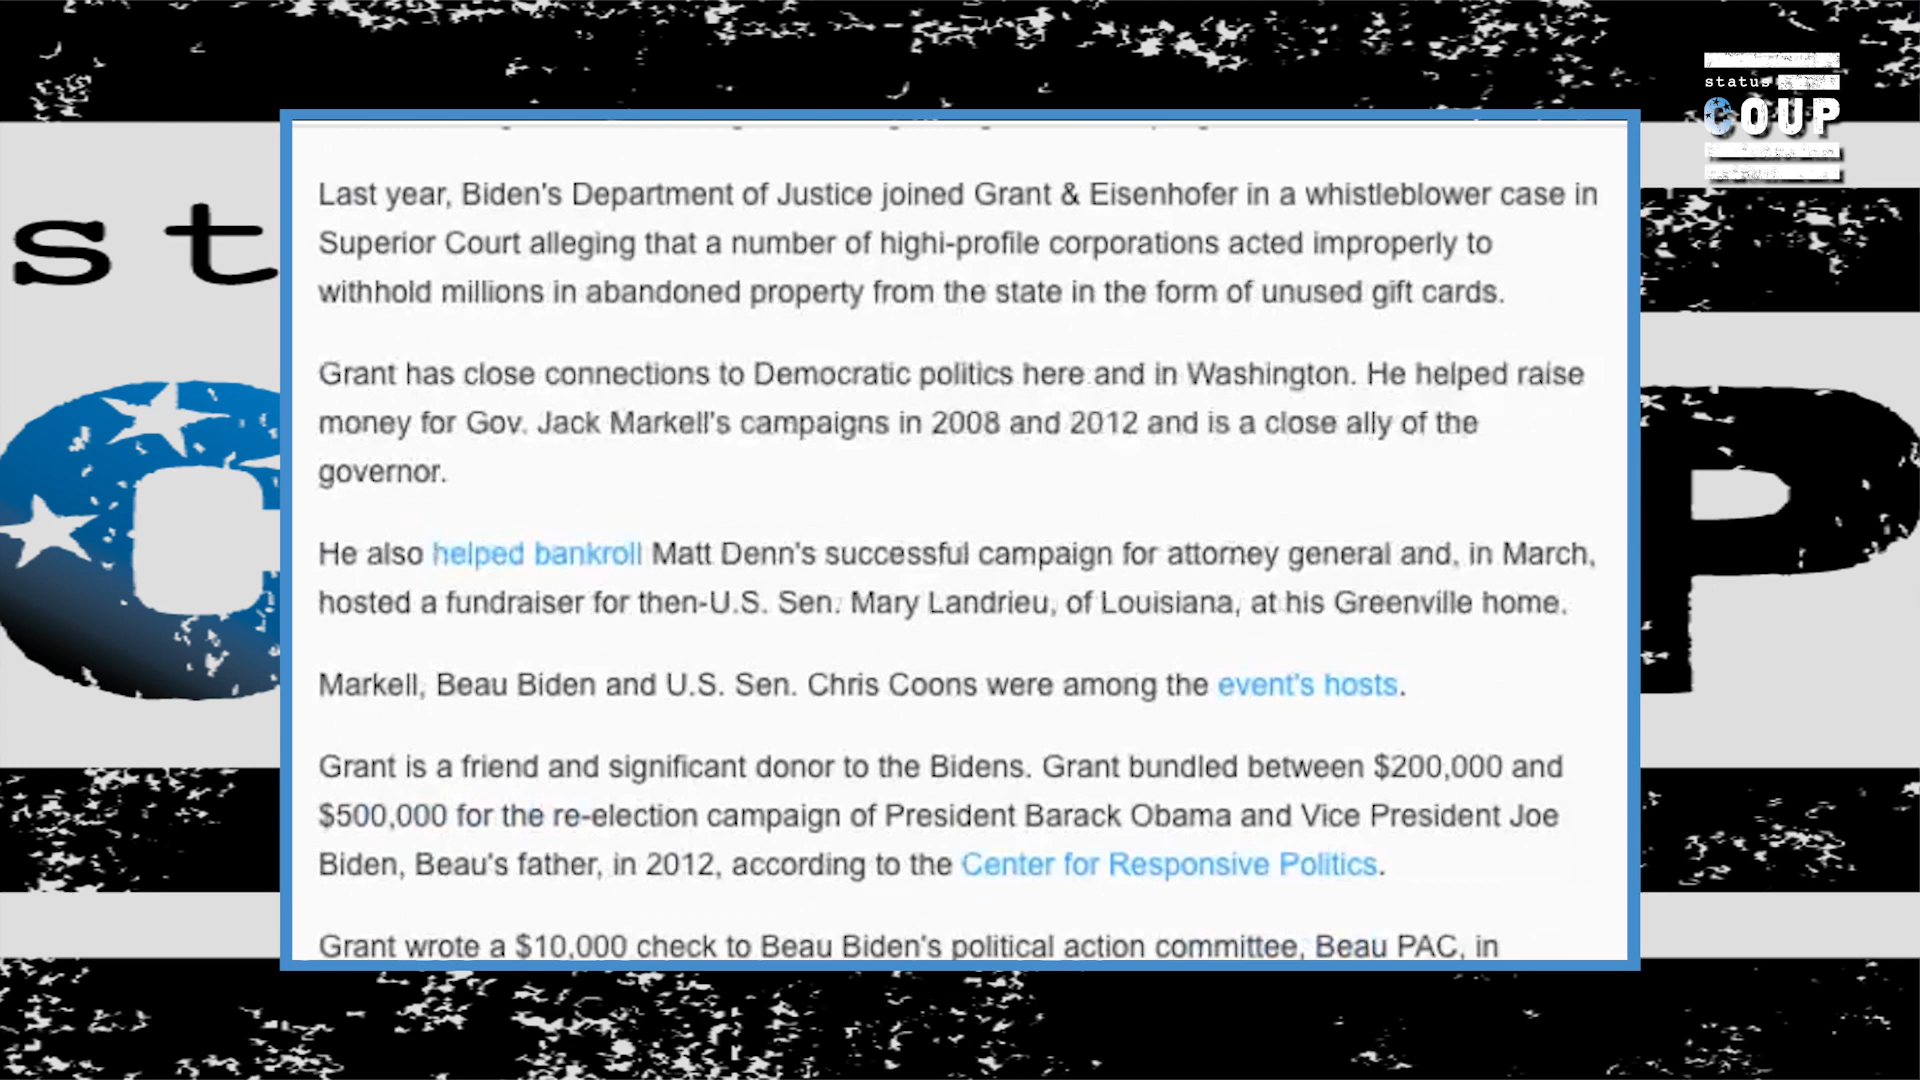 status
COUP
st
C
P
Last year, Biden's Department of Justice joined Grant & Eisenhofer in a whistleblower case in
Superior Court alleging that a number of highi-profile corporations acted improperly to
withhold millions in abandoned property from the state in the form of unused gift cards.
Grant has close connections to Democratic politics here and in Washington. He helped raise
money for Gov. Jack Markell's campaigns in 2008 and 2012 and is a close ally of the
governor.
He also helped bankroll Matt Denn's successful campaign for attorney general and, in March,
hosted a fundraiser for then-U.S. Sen. Mary Landrieu, of Louisiana, at his Greenville home.
Markell, Beau Biden and U.S. Sen. Chris Coons were among the event's hosts.
Grant is a friend and significant donor to the Bidens. Grant bundled between $200,000 and
$500,000 for the re-election campaign of President Barack Obama and Vice President Joe
Biden, Beau's father, in 2012, according to the Center for Responsive Politics.
Grant wrote a $10,000 check to Beau Biden's political action committee, Beau PAC, in